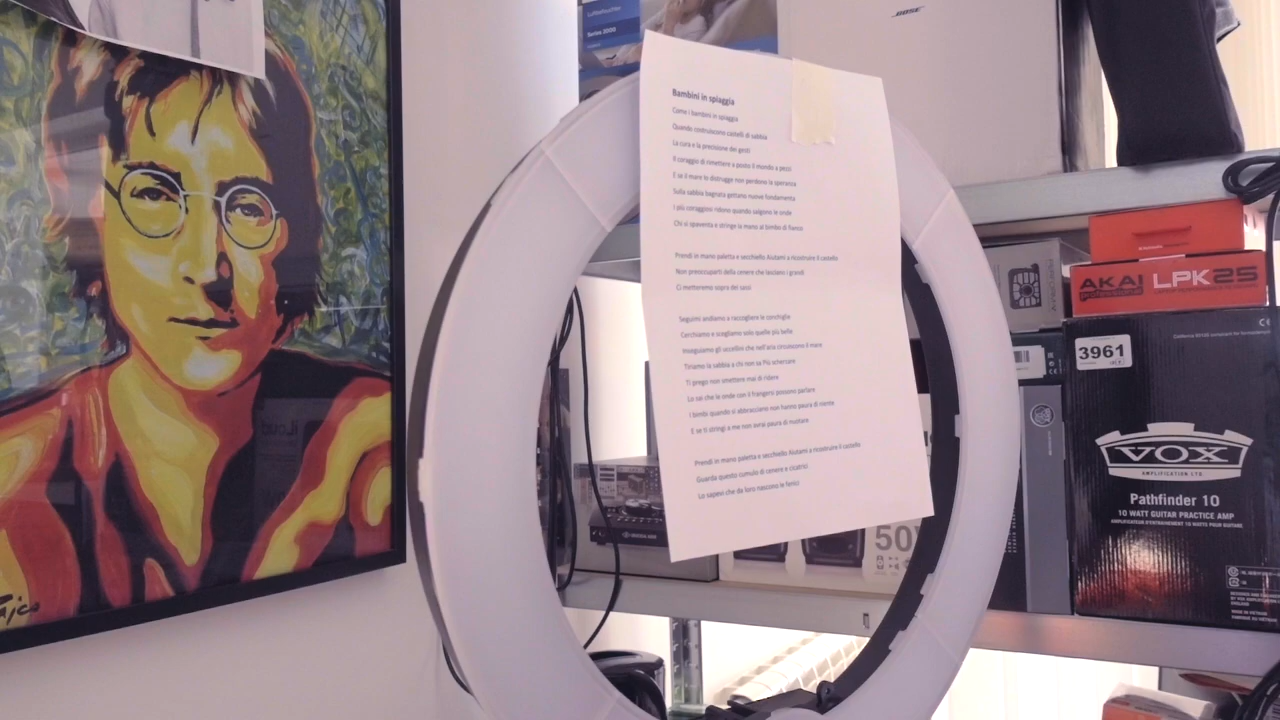 Bambini in spiaggia
Come i bambini in spiaggia
Quando costruiscono castelli di sabbia
La cura e la precisione dei gesti
Il coraggio di rimettere a posto il mondo a pezzi
E se il mare lo distrugge non perdono la speranza
Sulla sabbia bagnata gettano nuove fondamenta
I più coraggiosi ridono quando salgono le onde
Chi si spaventa e stringe la mano al bimbo di fianco
Prendi in mano paletta e secchiello Aiutami a ricostruire il castello
Non preoccuparti della cenere che lasciano i grandi
Ci metteremo sopra dei sassi
Seguimi andiamo a raccogliere le conchiglie
Cerchiamo e scegliamo solo quelle più belle
Inseguiamo gli uccellini che nell'aria circuiscono il mare
Tiriamo la sabbia a chi non sa Più scherzare
Ti prego non smettere mai di ridere
Lo sai che le onde con il frangersi possono parlare
I bimbi quando si abbracciano non hanno paura di niente
E se ti stringi a me non avrai paura di nuotare
Prendi in mano paletta e secchiello Aiutami a ricostruire il castello
Guarda questo cumulo di cenere e cicatrici
Lo sapevi che da loro nascono le fenici
Series 2000
BOSE
AKAI professional LPK25
3961
VOX
AMPLIFICATION LTD.
Pathfinder 10
10 WATT GUITAR PRACTICE AMP
50